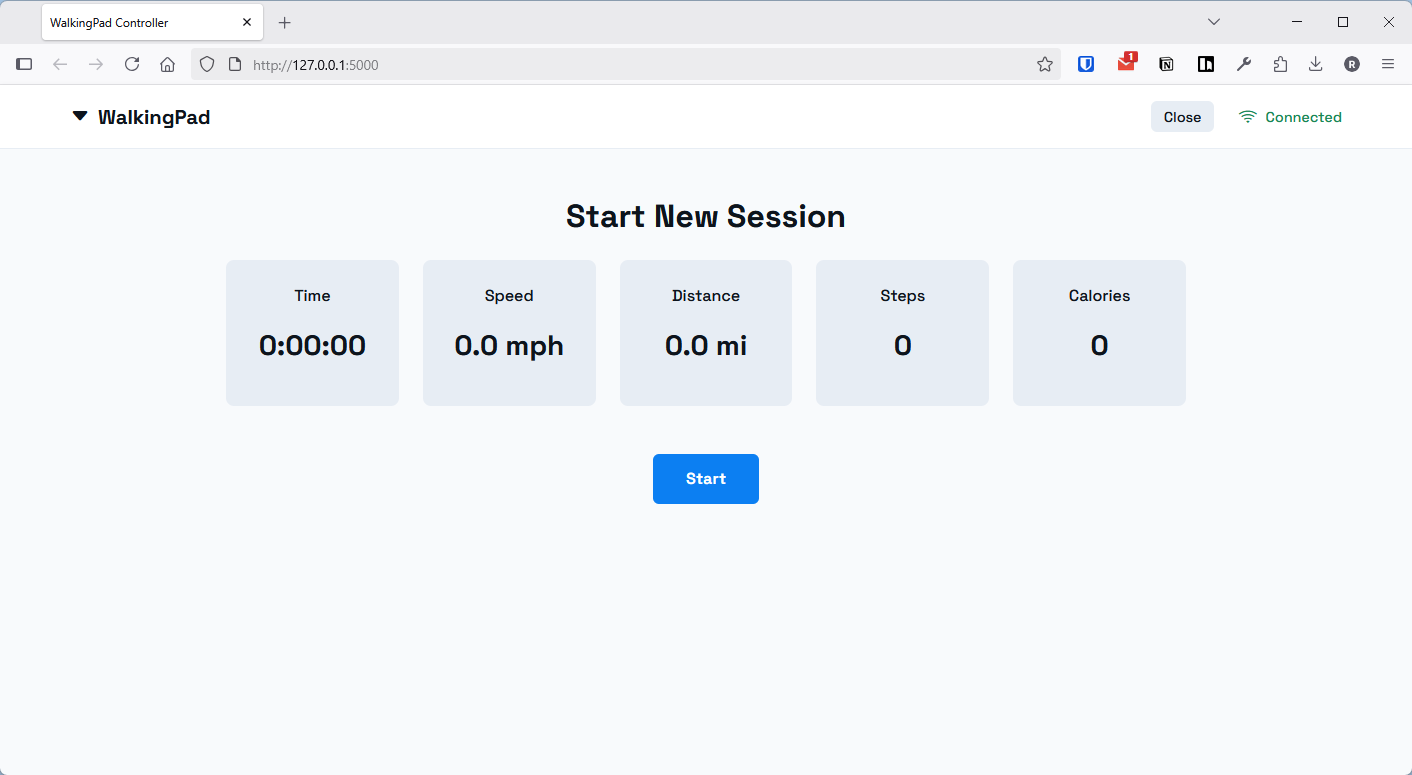 WalkingPad Controller
http://127.0.0.1:5000
1
N
R
WalkingPad
Close
Connected
Start New Session
Time
Speed
Distance
Steps
Calories
0:00:00
0.0 mph
0.0 mi
0
0
Start